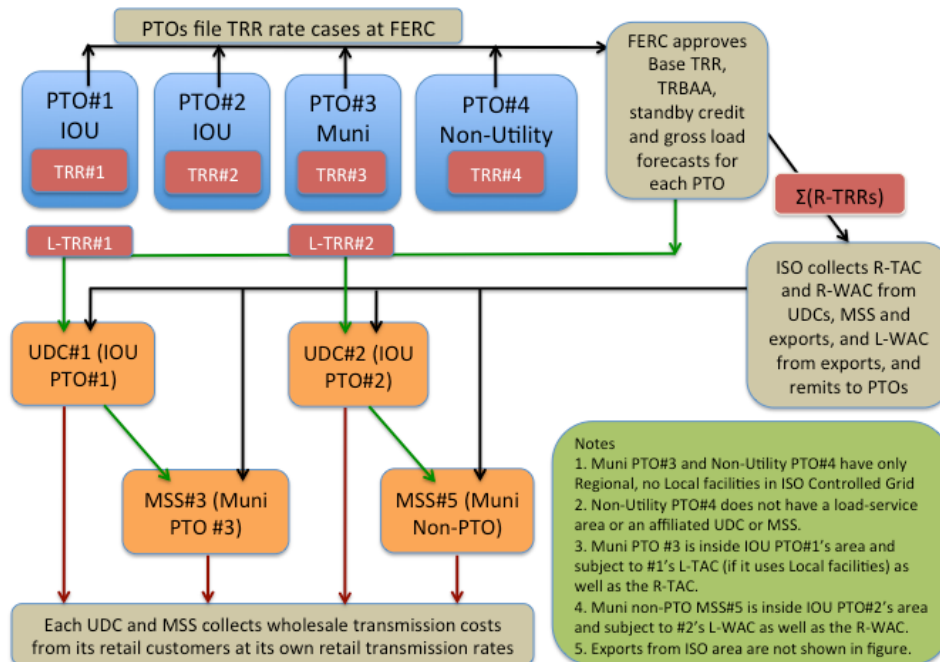 PTOs file TRR rate cases at FERC
FERC approves
Base TRR,
TRBAA,
standby credit
and gross load
forecasts for
each PTO
PTO#1
IOU
TRR#1
PTO#2
IOU
TRR#2
PTO#3
Muni
TRR#3
PTO#4
Non-Utility
TRR#4
Σ(R-TRRs)
L-TRR#1
L-TRR#2
ISO collects R-TAC
and R-WAC from
UDCs, MSS and
exports, and L-WAC
from exports, and
remits to PTOs
UDC#1 (IOU
PTO#1)
UDC#2 (IOU
PTO#2)
MSS#3 (Muni
PTO #3)
MSS#5 (Muni
Non-PTO)
Notes
1. Muni PTO#3 and Non-Utility PTO#4 have only
Regional, no Local facilities in ISO Controlled Grid
2. Non-Utility PTO#4 does not have a load-service
area or an affiliated UDC or MSS.
3. Muni PTO #3 is inside IOU PTO#1's area and
subject to #1's L-TAC (if it uses Local facilities) as
well as the R-TAC.
4. Muni non-PTO MSS#5 is inside IOU PTO#2's area
and subject to #2's L-WAC as well as the R-WAC.
5. Exports from ISO area are not shown in figure.
Each UDC and MSS collects wholesale transmission costs
from its retail customers at its own retail transmission rates